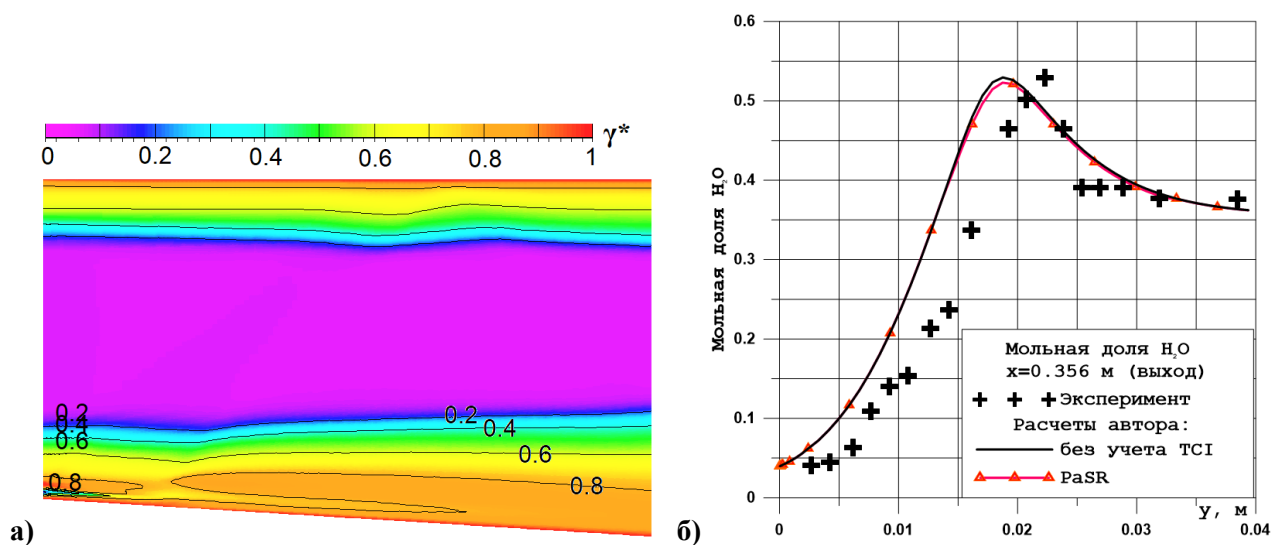 γ*
0 0.2 0.4 0.6 0.8 1
0.2
0.4
0.6
0.8
0.2
0.4
0.6
0.8
а)
Мольная доля H₂O
0.6
0.5
0.4
0.3
0.2
0.1
0
Мольная доля H₂O
x=0.356 м (выход)
Эксперимент
Расчеты автора:
без учета TCI
PaSR
0 0.01 0.02 0.03 0.04
y, м
б)